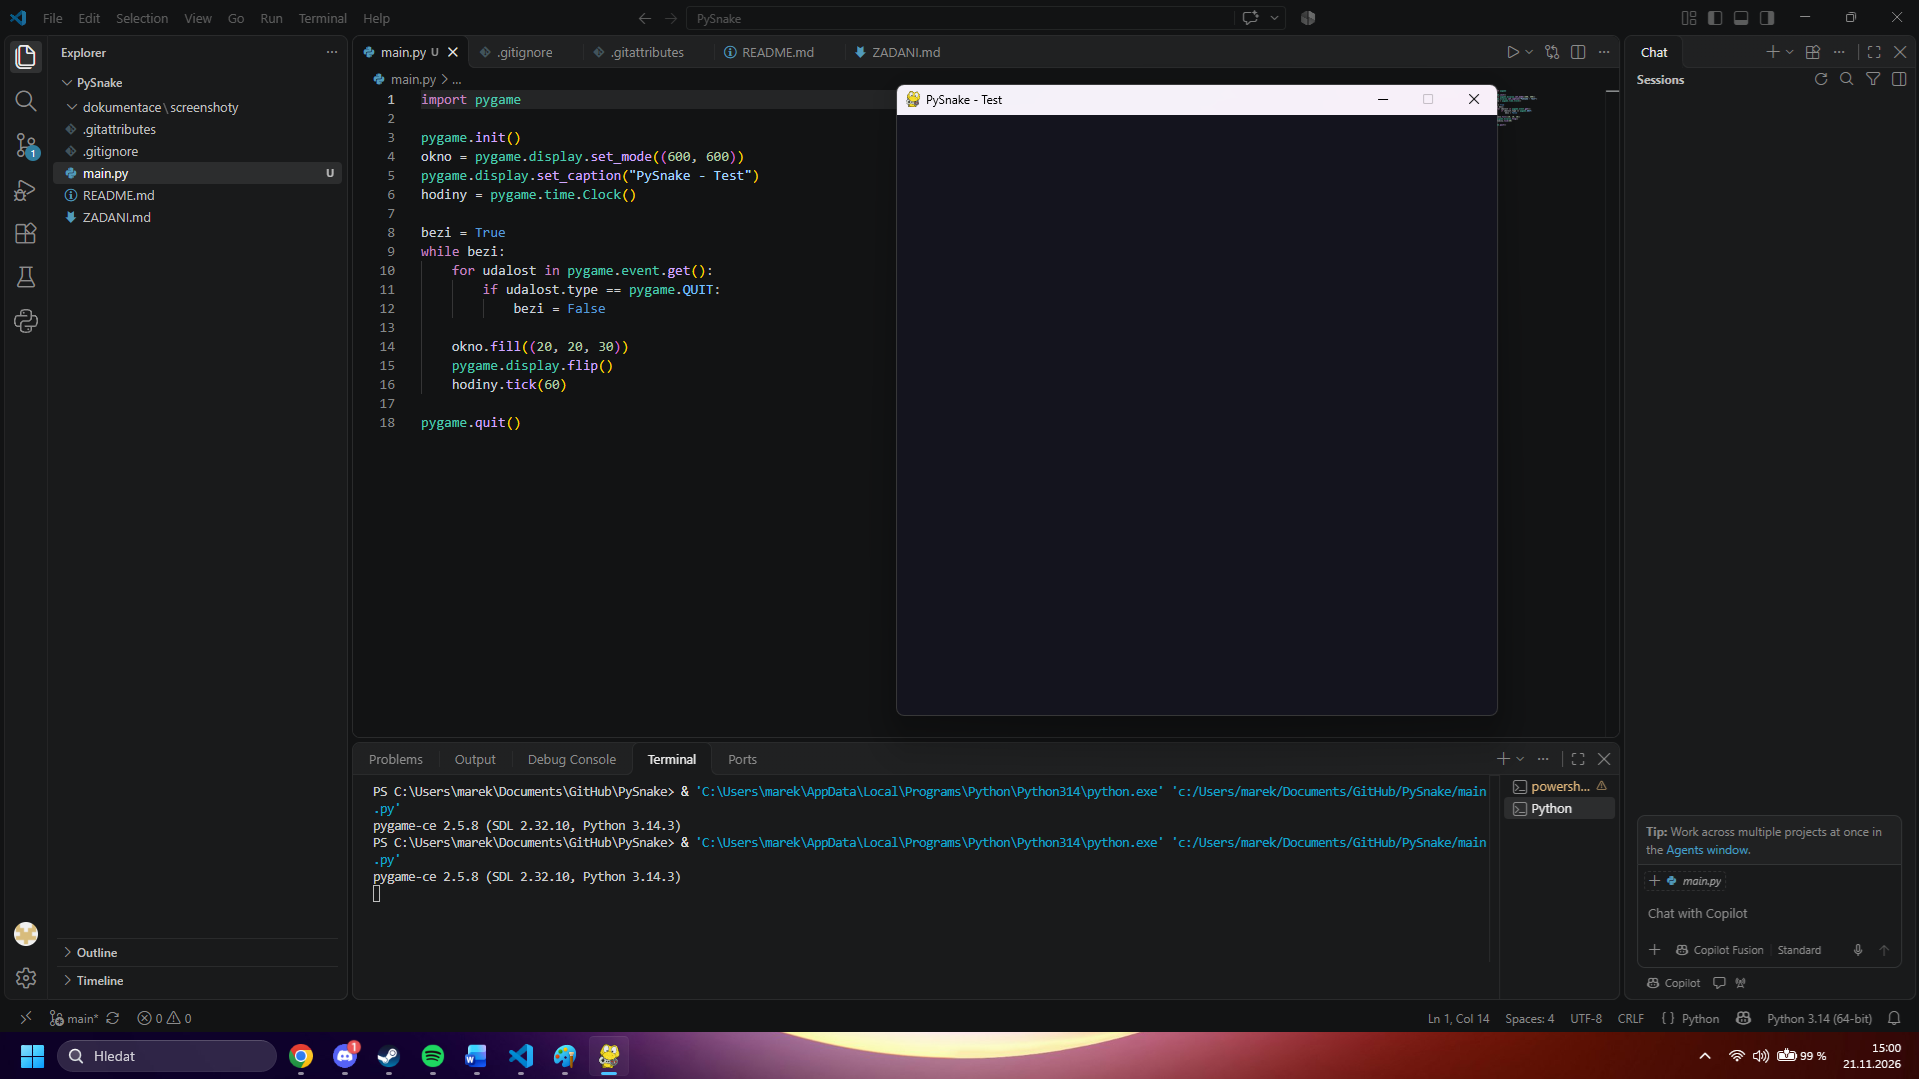 File Edit Selection View Go Run Terminal Help
PySnake
Explorer
PySnake
dokumentace\screenshoty
.gitattributes
.gitignore
main.py U
README.md
ZADANI.md
Outline
Timeline
1
main.py U .gitignore .gitattributes README.md ZADANI.md
main.py > ...
1 import pygame
2
3 pygame.init()
4 okno = pygame.display.set_mode((600, 600))
5 pygame.display.set_caption("PySnake - Test")
6 hodiny = pygame.time.Clock()
7
8 bezi = True
9 while bezi:
10 for udalost in pygame.event.get():
11 if udalost.type == pygame.QUIT:
12 bezi = False
13
14 okno.fill((20, 20, 30))
15 pygame.display.flip()
16 hodiny.tick(60)
17
18 pygame.quit()
PySnake - Test
Problems Output Debug Console Terminal Ports
PS C:\Users\marek\Documents\GitHub\PySnake> & 'C:\Users\marek\AppData\Local\Programs\Python\Python314\python.exe' 'c:/Users/marek/Documents/GitHub/PySnake/main
.py'
pygame-ce 2.5.8 (SDL 2.32.10, Python 3.14.3)
PS C:\Users\marek\Documents\GitHub\PySnake> & 'C:\Users\marek\AppData\Local\Programs\Python\Python314\python.exe' 'c:/Users/marek/Documents/GitHub/PySnake/main
.py'
pygame-ce 2.5.8 (SDL 2.32.10, Python 3.14.3)
powersh...
Python
Chat
Sessions
Tip: Work across multiple projects at once in
the Agents window.
main.py
Chat with Copilot
Copilot Fusion Standard
Copilot
main* 0 0
Ln 1, Col 14 Spaces: 4 UTF-8 CRLF { } Python Python 3.14 (64-bit)
Hledat
1
99 %
15:00
21.11.2026